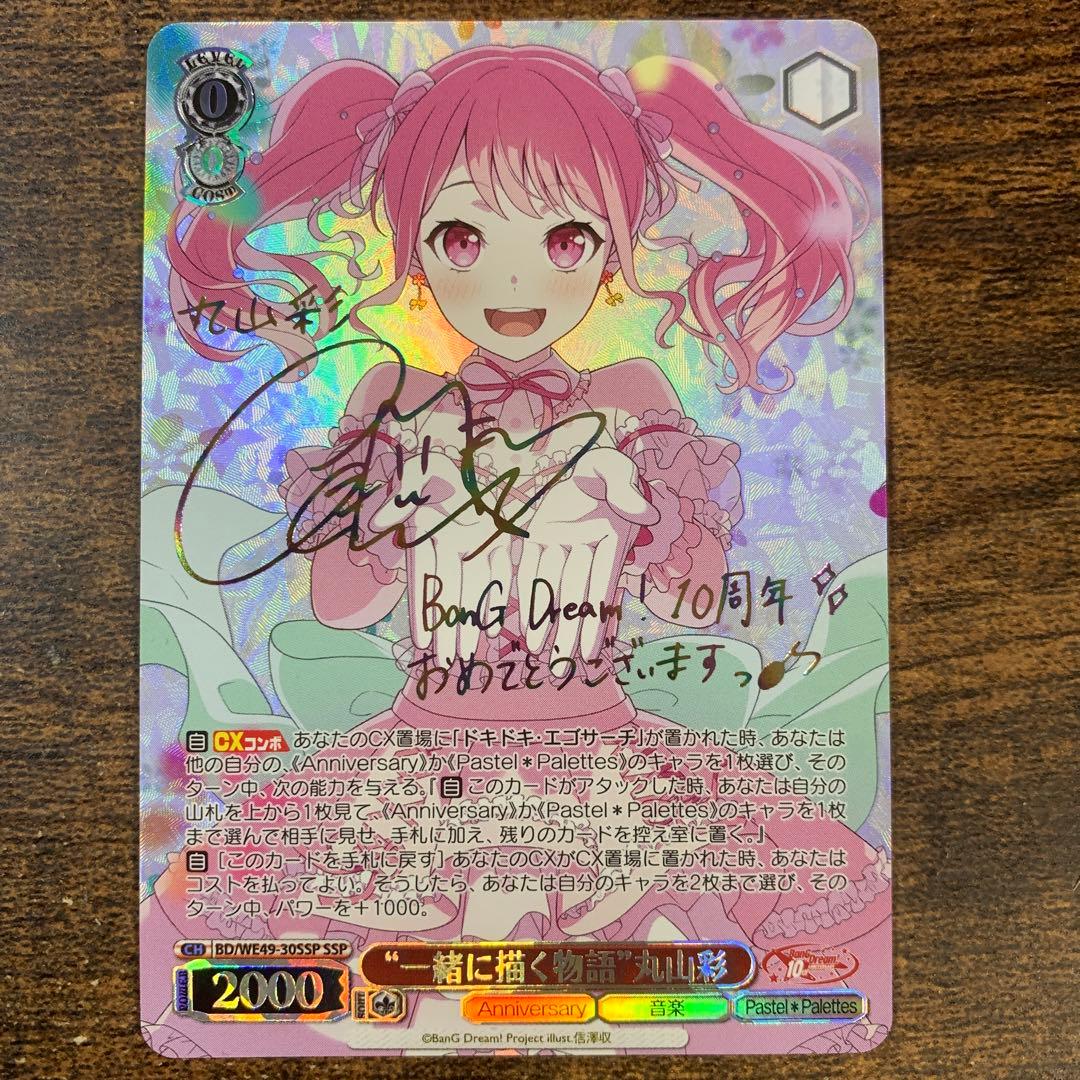 LEVEL
0
0
COST
丸山彩
BanG Dream! 10周年
おめでとうございますっ
自 CXコンボ あなたのCX置場に「ドキドキ・エゴサーチ」が置かれた時、あなたは
他の自分の、《Anniversary》か《Pastel＊Palettes》のキャラを1枚選び、その
ターン中、次の能力を与える。「自 このカードがアタックした時、あなたは自分の
山札を上から1枚見て、《Anniversary》か《Pastel＊Palettes》のキャラを1枚
まで選んで相手に見せ、手札に加え、残りのカードを控え室に置く。」
自 ［このカードを手札に戻す］ あなたのCXがCX置場に置かれた時、あなたは
コストを払ってよい。そうしたら、あなたは自分のキャラを2枚まで選び、その
ターン中、パワーを＋1000。
CH BD/WE49-30SSP SSP
“一緒に描く物語”丸山彩
BanG Dream! 10
POWER 2000
Anniversary 音楽 Pastel＊Palettes
©BanG Dream! Project illust.信澤収